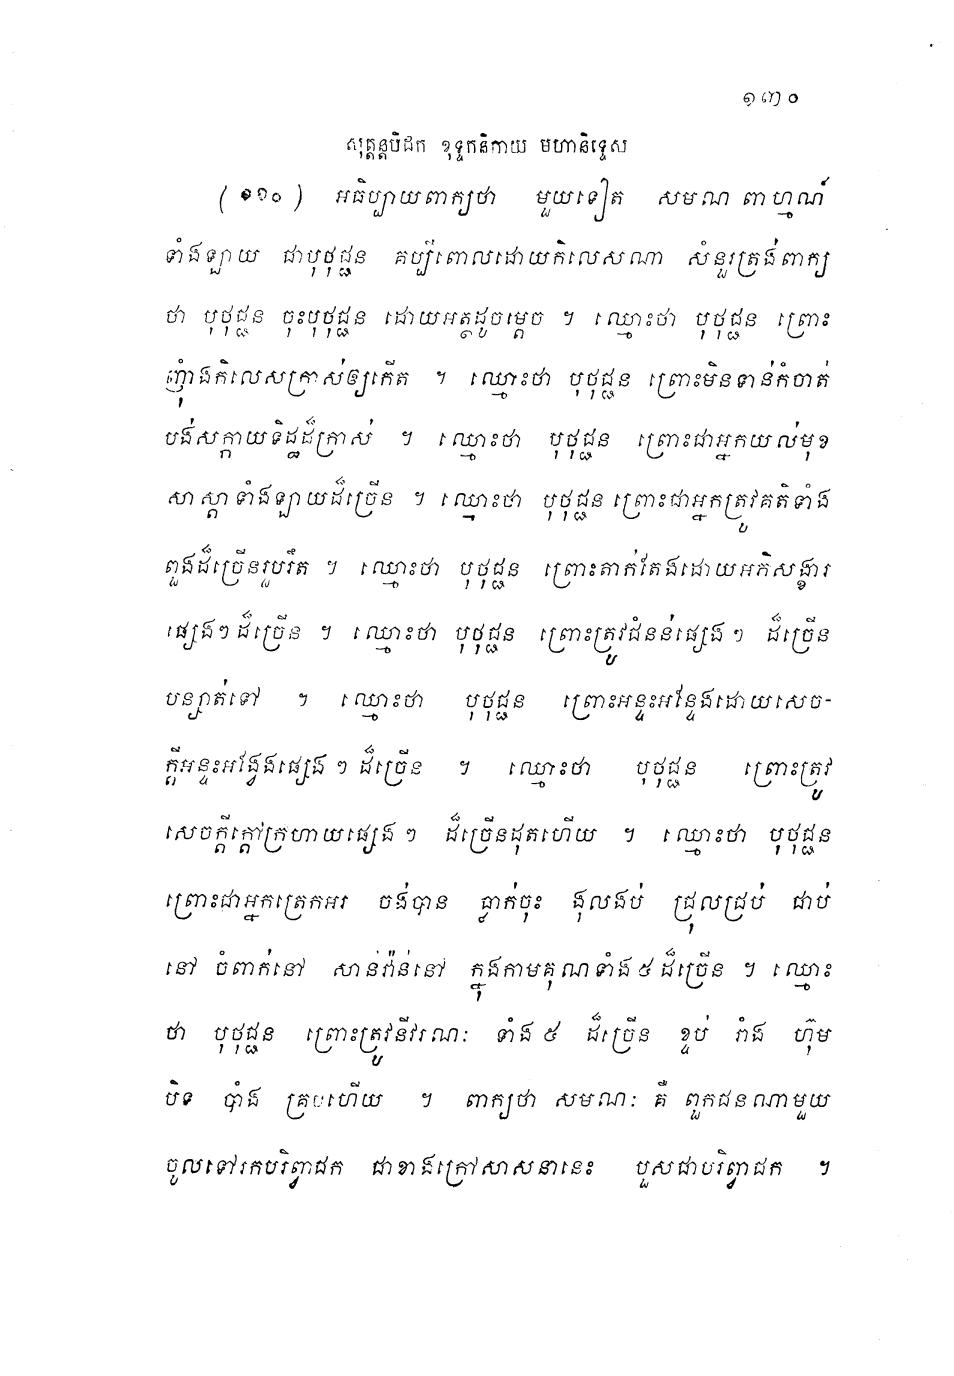 ១៣០
សុត្តន្តបិដក ខុទ្ទកនិកាយ មហានិទ្ទេស
(១១០) អធិប្បាយពាក្យថា មួយទៀត សមណ ព្រាហ្មណ៍
ទាំងឡាយ ជាបុថុជ្ជន គប្បីពោលដោយកិលេសណា សំនួរត្រង់ពាក្យ
ថា បុថុជ្ជន ចុះបុថុជ្ជន ដោយអត្ថដូចម្តេច ។ ឈ្មោះថា បុថុជ្ជន ព្រោះ
ញុំាងកិលេសក្រាស់ឲ្យកើត ។ ឈ្មោះថា បុថុជ្ជន ព្រោះមិនទាន់កំចាត់
បង់សក្កាយទិដ្ឋដ៏ក្រាស់ ។ ឈ្មោះថា បុថុជ្ជន ព្រោះជាអ្នកយល់មុខ
សាស្តាទាំងឡាយដ៏ច្រើន ។ ឈ្មោះថា បុថុជ្ជន ព្រោះជាអ្នកត្រូវគតិទាំង
ពួងដ៏ច្រើនរួបរឹត ។ ឈ្មោះថា បុថុជ្ជន ព្រោះតាក់តែងដោយអភិសង្ខារ
ផ្សេងៗដ៏ច្រើន ។ ឈ្មោះថា បុថុជ្ជន ព្រោះត្រូវជំនន់ផ្សេងៗ ដ៏ច្រើន
បន្សាត់ទៅ ។ ឈ្មោះថា បុថុជ្ជន ព្រោះអន្ទះអន្ទែងដោយសេច-
ក្តីអន្ទះអង្វែងផ្សេងៗដ៏ច្រើន ។ ឈ្មោះថា បុថុជ្ជន ព្រោះត្រូវ
សេចក្តីក្តៅក្រហាយផ្សេងៗ ដ៏ច្រើនដុតហើយ ។ ឈ្មោះថា បុថុជ្ជន
ព្រោះជាអ្នកត្រេកអរ ចង់បាន ធ្លាក់ចុះ ងុលងប់ ជ្រុលជ្រប់ ជាប់
នៅ ចំពាក់នៅ សាន់វ៉ាន់នៅ ក្នុងកាមគុណទាំង៥ដ៏ច្រើន ។ ឈ្មោះ
ថា បុថុជ្ជន ព្រោះត្រូវនីវរណៈ ទាំង៥ ដ៏ច្រើន ខ្ទប់ រាំង ហ៊ុម
បិទ បាំង គ្របហើយ ។ ពាក្យថា សមណៈ គឺ ពួកជនណាមួយ
ចូលទៅរកបរិព្វាជក ជាខាងក្រៅសាសនានេះ បួសជាបរិព្វាជក ។